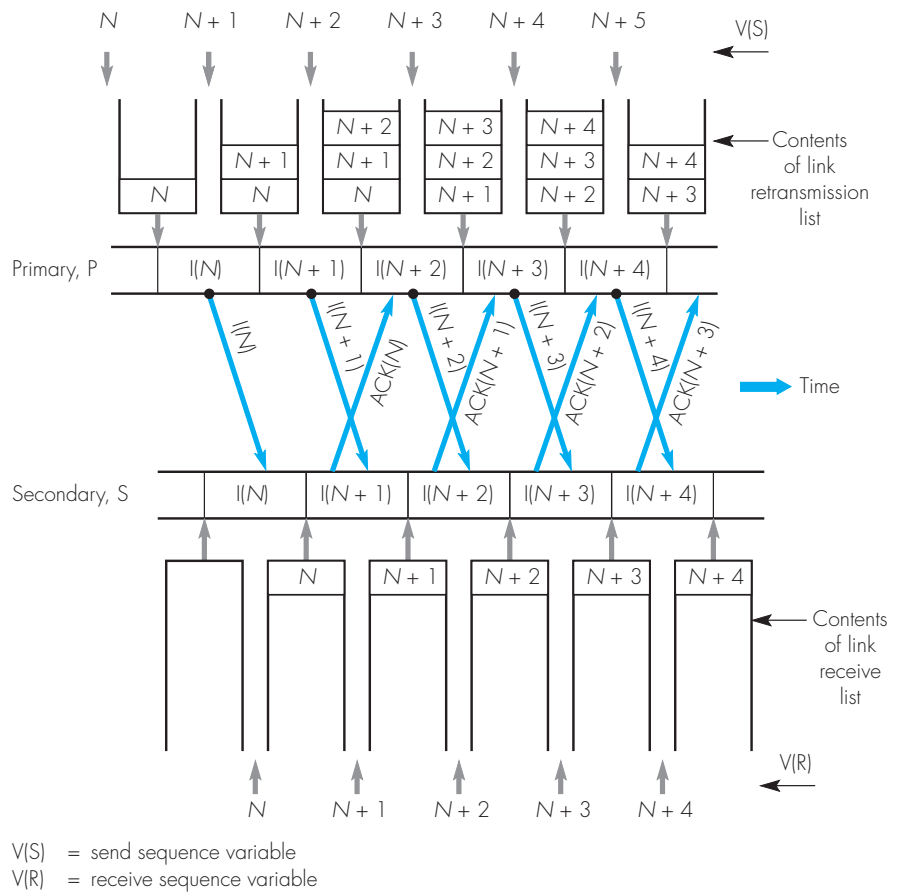 N N + 1 N + 2 N + 3 N + 4 N + 5 V(S)
N + 2 N + 3 N + 4
N + 1 N + 1 N + 2 N + 3 N + 4
N N N N + 1 N + 2 N + 3
Contents
of link
retransmission
list
Primary, P I(N) I(N + 1) I(N + 2) I(N + 3) I(N + 4)
I(N) I(N + 1) ACK(N) I(N + 2) ACK(N + 1) I(N + 3) ACK(N + 2) I(N + 4) ACK(N + 3)
Time
Secondary, S I(N) I(N + 1) I(N + 2) I(N + 3) I(N + 4)
N N + 1 N + 2 N + 3 N + 4
Contents
of link
receive
list
V(R)
N N + 1 N + 2 N + 3 N + 4
V(S) = send sequence variable
V(R) = receive sequence variable